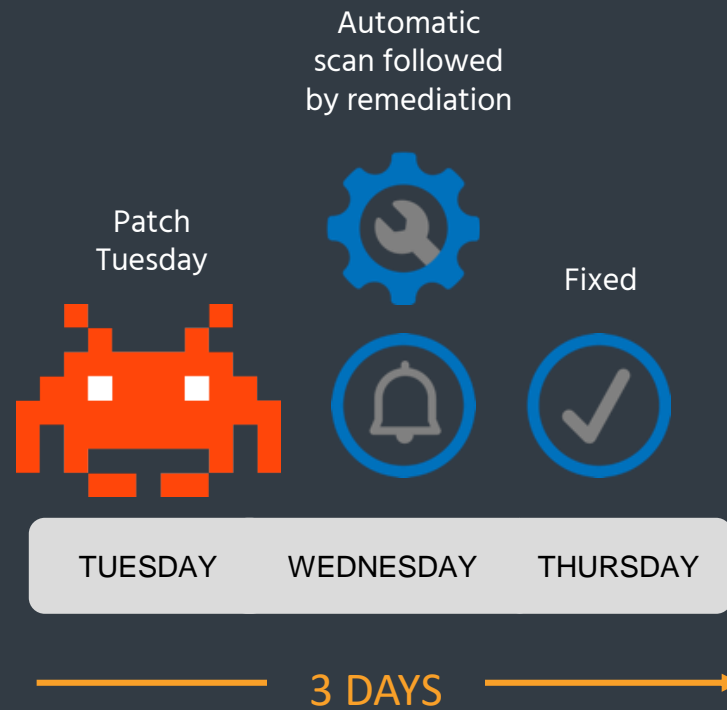 Automatic
scan followed
by remediation
Patch
Tuesday
Fixed
TUESDAY WEDNESDAY THURSDAY
3 DAYS